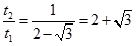 t₂/t₁ = 1/(2−√3) = 2+√3